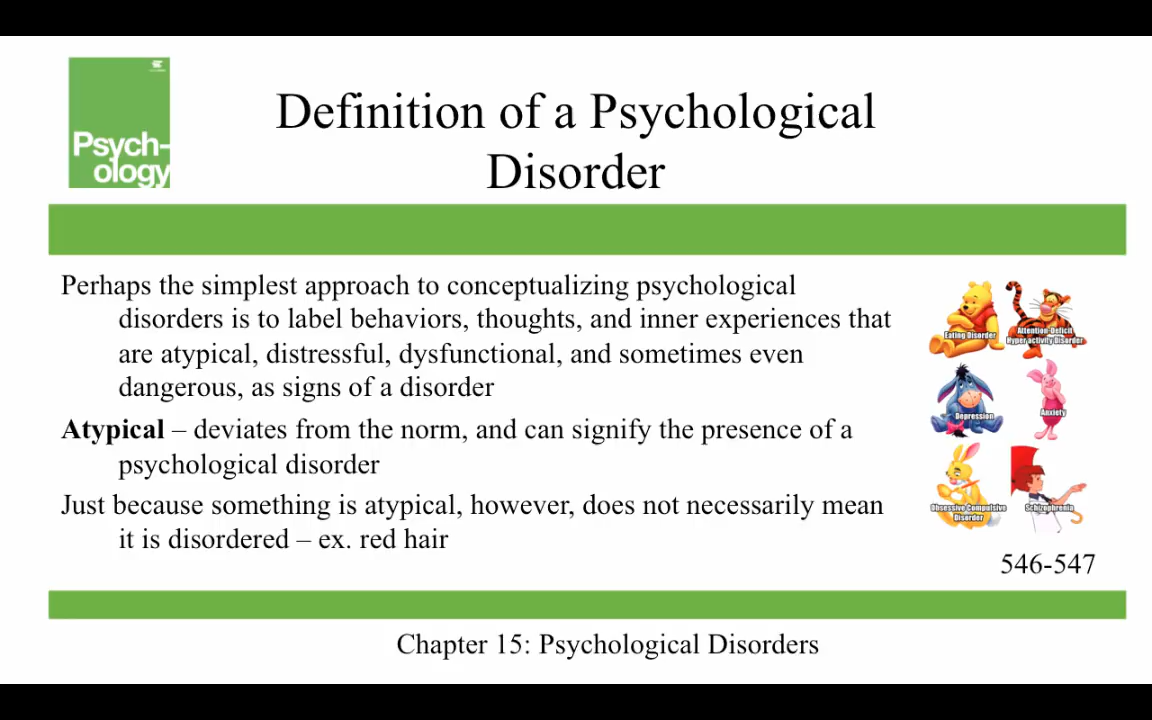 Psych-
ology
Definition of a Psychological
Disorder
Perhaps the simplest approach to conceptualizing psychological
disorders is to label behaviors, thoughts, and inner experiences that
are atypical, distressful, dysfunctional, and sometimes even
dangerous, as signs of a disorder
Atypical – deviates from the norm, and can signify the presence of a
psychological disorder
Just because something is atypical, however, does not necessarily mean
it is disordered – ex. red hair
Eating Disorder
Attention-Deficit
Hyperactivity Disorder
Depression
Anxiety
Obsessive Compulsive
Disorder
Schizophrenia
546-547
Chapter 15: Psychological Disorders